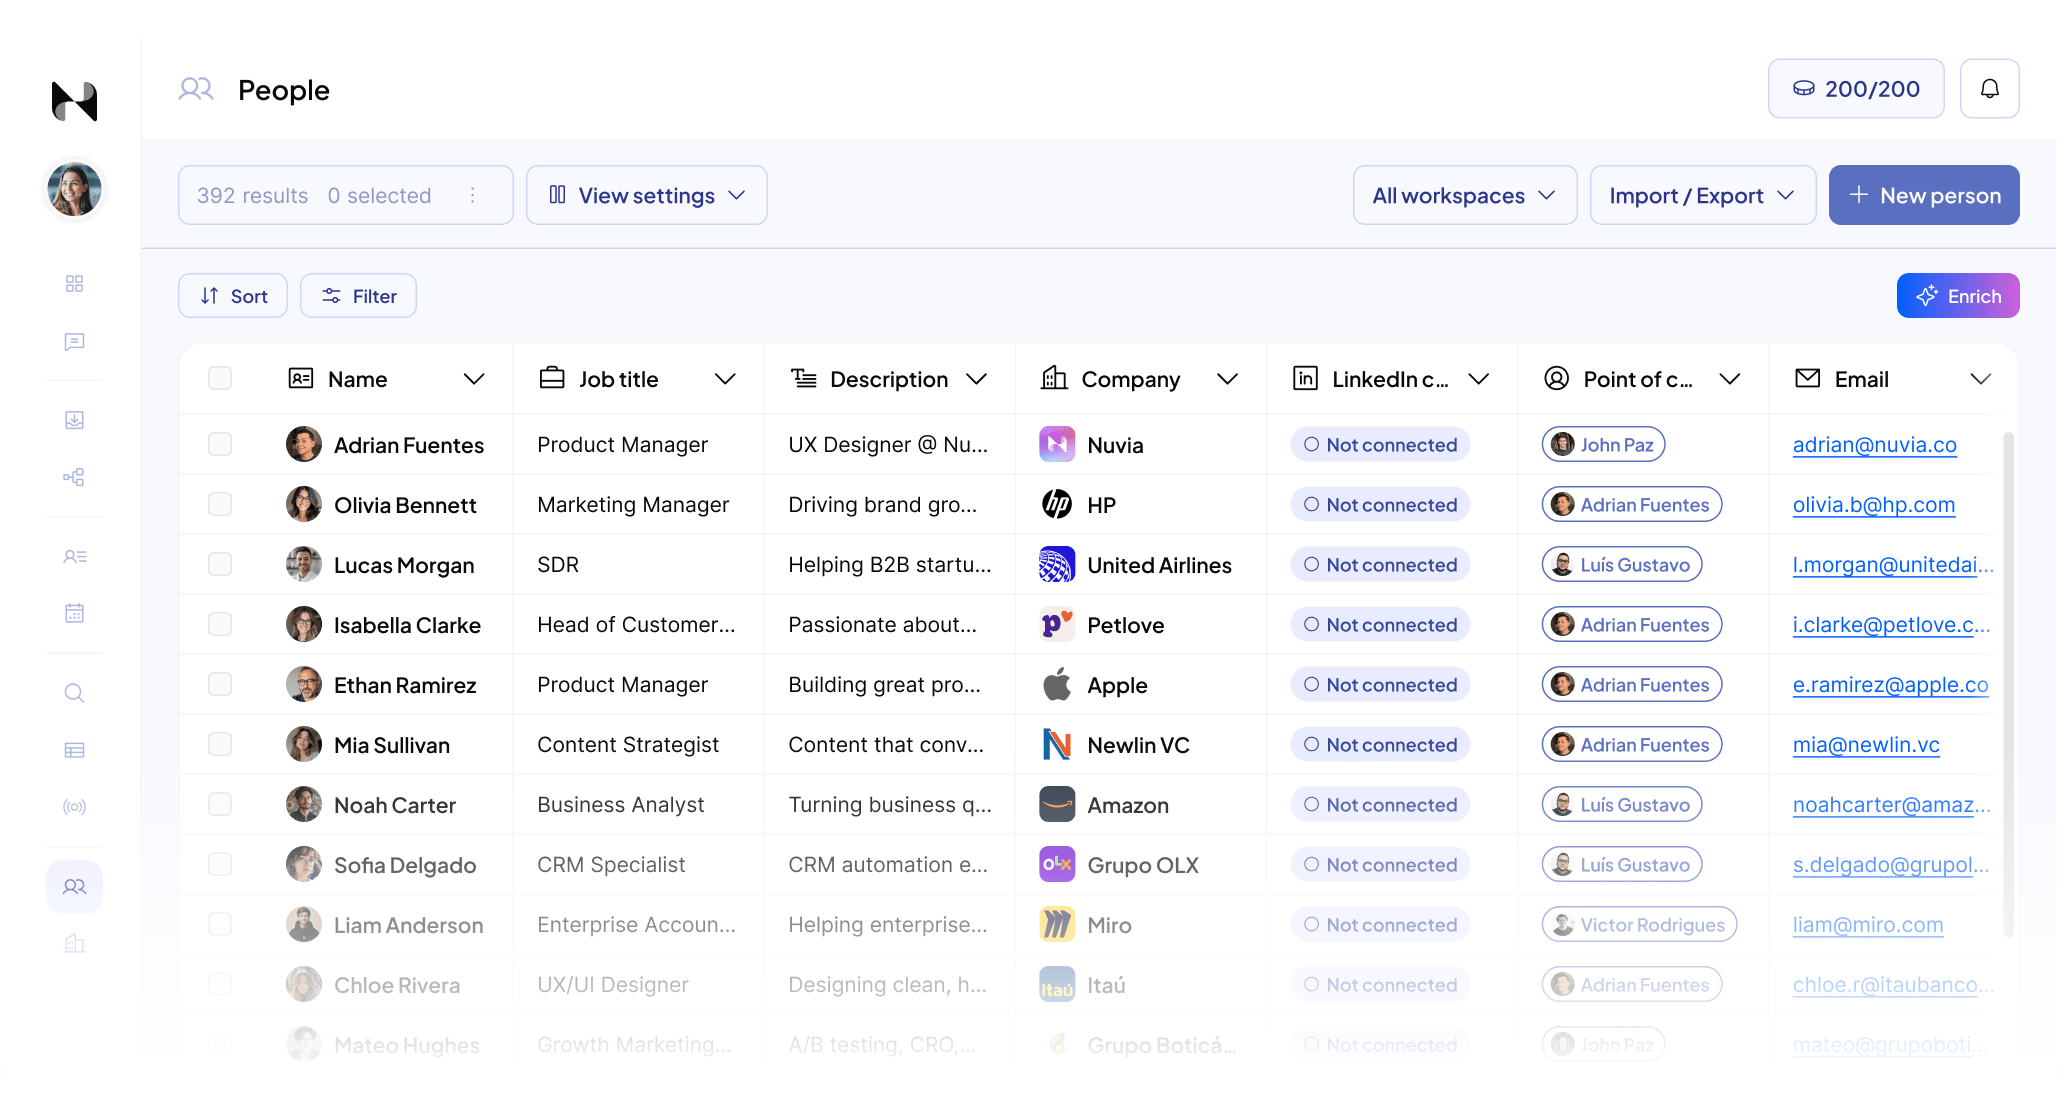 People
200/200
392 results 0 selected
View settings
All workspaces
Import / Export
+ New person
Sort
Filter
Enrich
Name Job title Description Company LinkedIn c... Point of c... Email
Adrian Fuentes Product Manager UX Designer @ Nu... Nuvia Not connected John Paz adrian@nuvia.co
Olivia Bennett Marketing Manager Driving brand gro... hp HP Not connected Adrian Fuentes olivia.b@hp.com
Lucas Morgan SDR Helping B2B startu... United Airlines Not connected Luís Gustavo l.morgan@unitedai...
Isabella Clarke Head of Customer... Passionate about... p Petlove Not connected Adrian Fuentes i.clarke@petlove.c...
Ethan Ramirez Product Manager Building great pro... Apple Not connected Adrian Fuentes e.ramirez@apple.co
Mia Sullivan Content Strategist Content that conv... Newlin VC Not connected Adrian Fuentes mia@newlin.vc
Noah Carter Business Analyst Turning business q... Amazon Not connected Luís Gustavo noahcarter@amaz...
Sofia Delgado CRM Specialist CRM automation e... OLX Grupo OLX Not connected Luís Gustavo s.delgado@grupol...
Liam Anderson Enterprise Accoun... Helping enterprise... Miro Not connected Victor Rodrigues liam@miro.com
Chloe Rivera UX/UI Designer Designing clean, h... Itaú Itaú Not connected Adrian Fuentes chloe.r@itaubanco...
Mateo Hughes Growth Marketing... A/B testing, CRO,... Grupo Boticá... Not connected John Paz mateo@grupoboti...